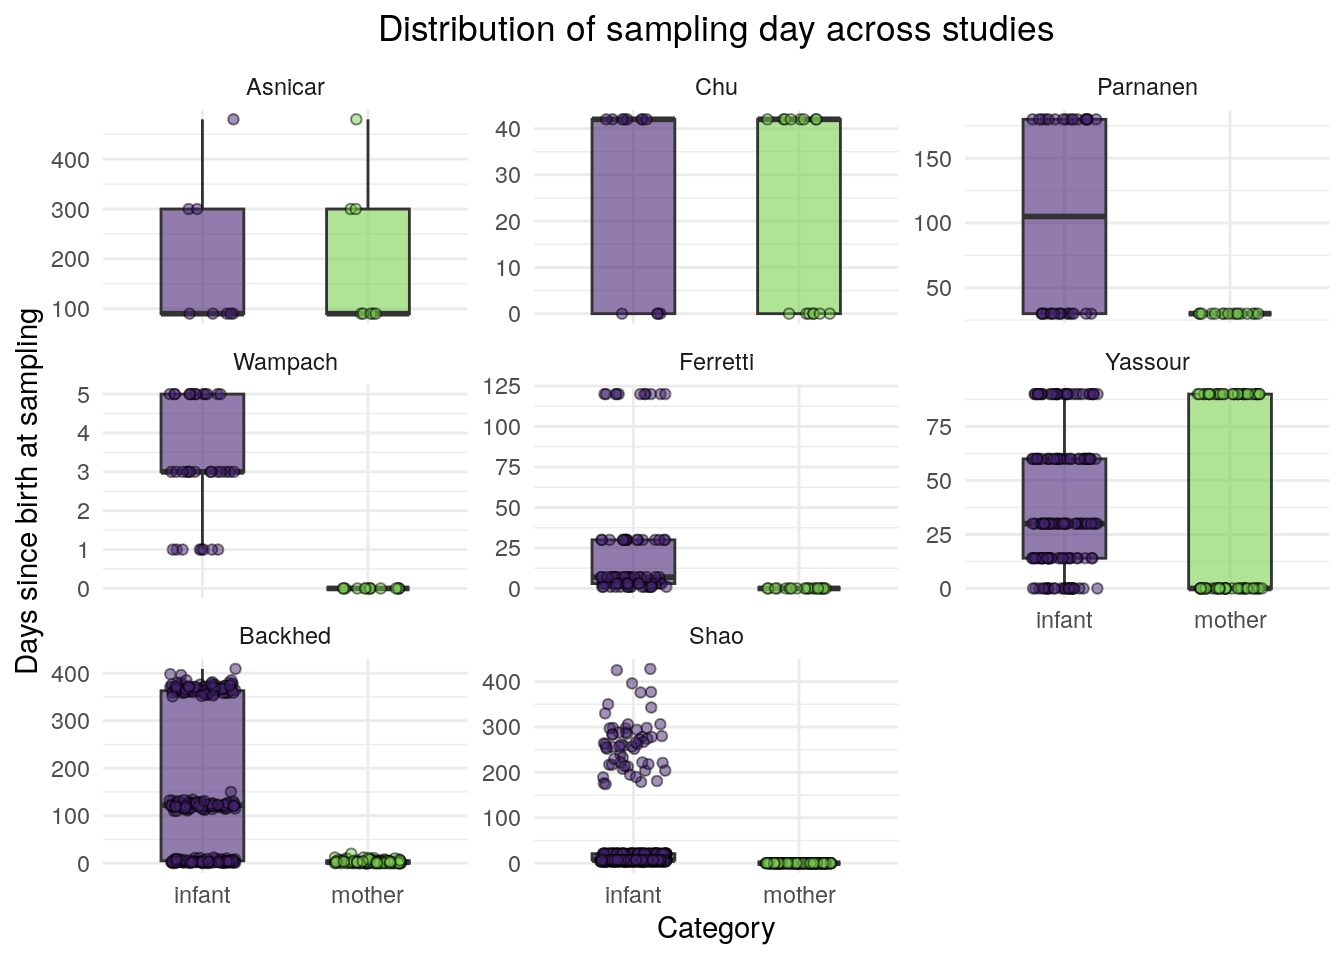 Distribution of sampling day across studies
Asnicar
Chu
Parnanen
400
300
200
100
40
30
20
10
0
150
100
50
Wampach
Ferretti
Yassour
5
4
3
2
1
0
125
100
75
50
25
0
75
50
25
0
infant
mother
Backhed
Shao
400
300
200
100
0
400
300
200
100
0
infant
mother
infant
mother
Days since birth at sampling
Category